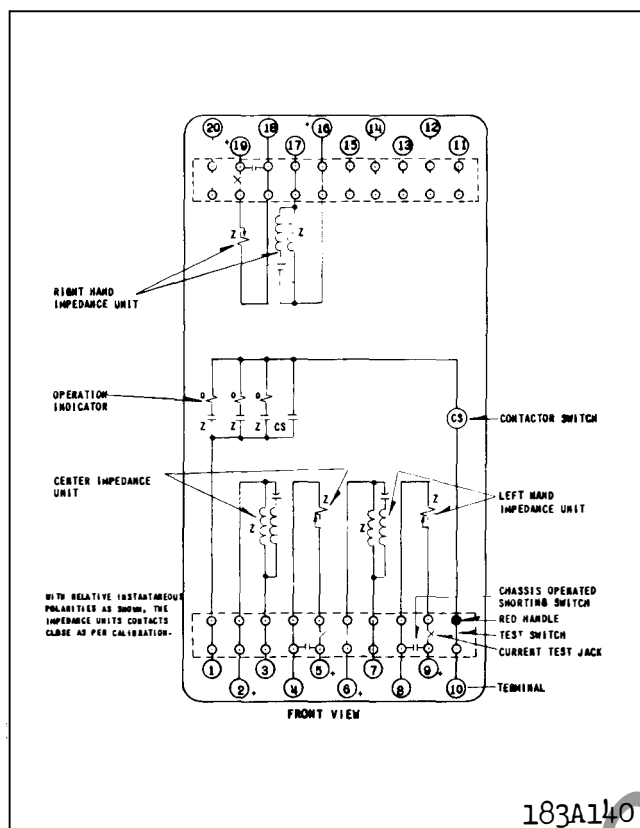 20 + 19 18 17 + 16 15 14 13 12 11
Z
Z
RIGHT HAND
IMPEDANCE UNIT
OPERATION
INDICATOR
O O O
Z Z Z CS
CS
CONTACTOR SWITCH
CENTER IMPEDANCE
UNIT
Z
Z
Z
Z
LEFT HAND
IMPEDANCE UNIT
WITH RELATIVE INSTANTANEOUS
POLARITIES AS SHOWN, THE
IMPEDANCE UNITS CONTACTS
CLOSE AS PER CALIBRATION.
CHASSIS OPERATED
SHORTING SWITCH
RED HANDLE
TEST SWITCH
CURRENT TEST JACK
TERMINAL
1 2 + 3 4 5 + 6 + 7 8 9 + 10
FRONT VIEW
183A140